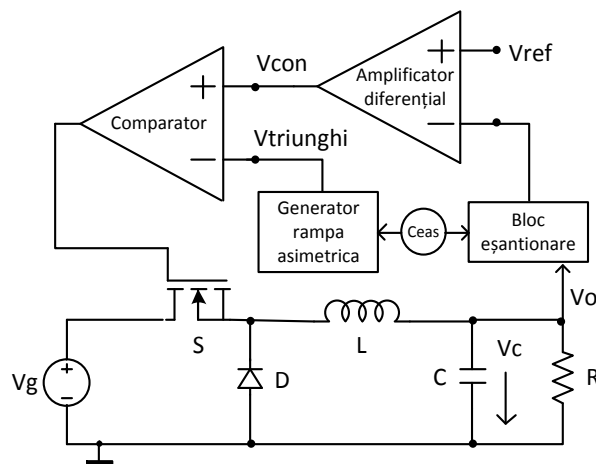 Vcon
Amplificator
diferențial
Vref
Comparator
Vtriunghi
Generator
rampa
asimetrica
Ceas
Bloc
eșantionare
Vo
S
L
Vc
Vg
D
C
R